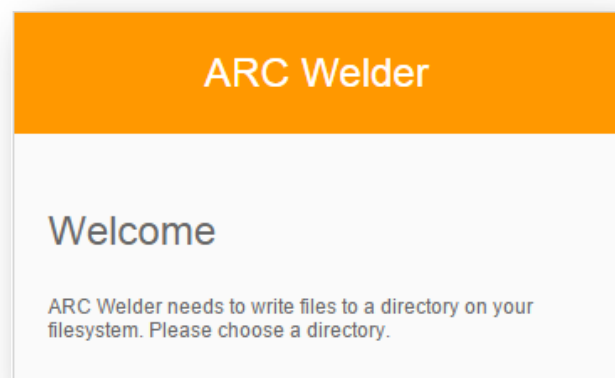 ARC Welder
Welcome
ARC Welder needs to write files to a directory on your
filesystem. Please choose a directory.